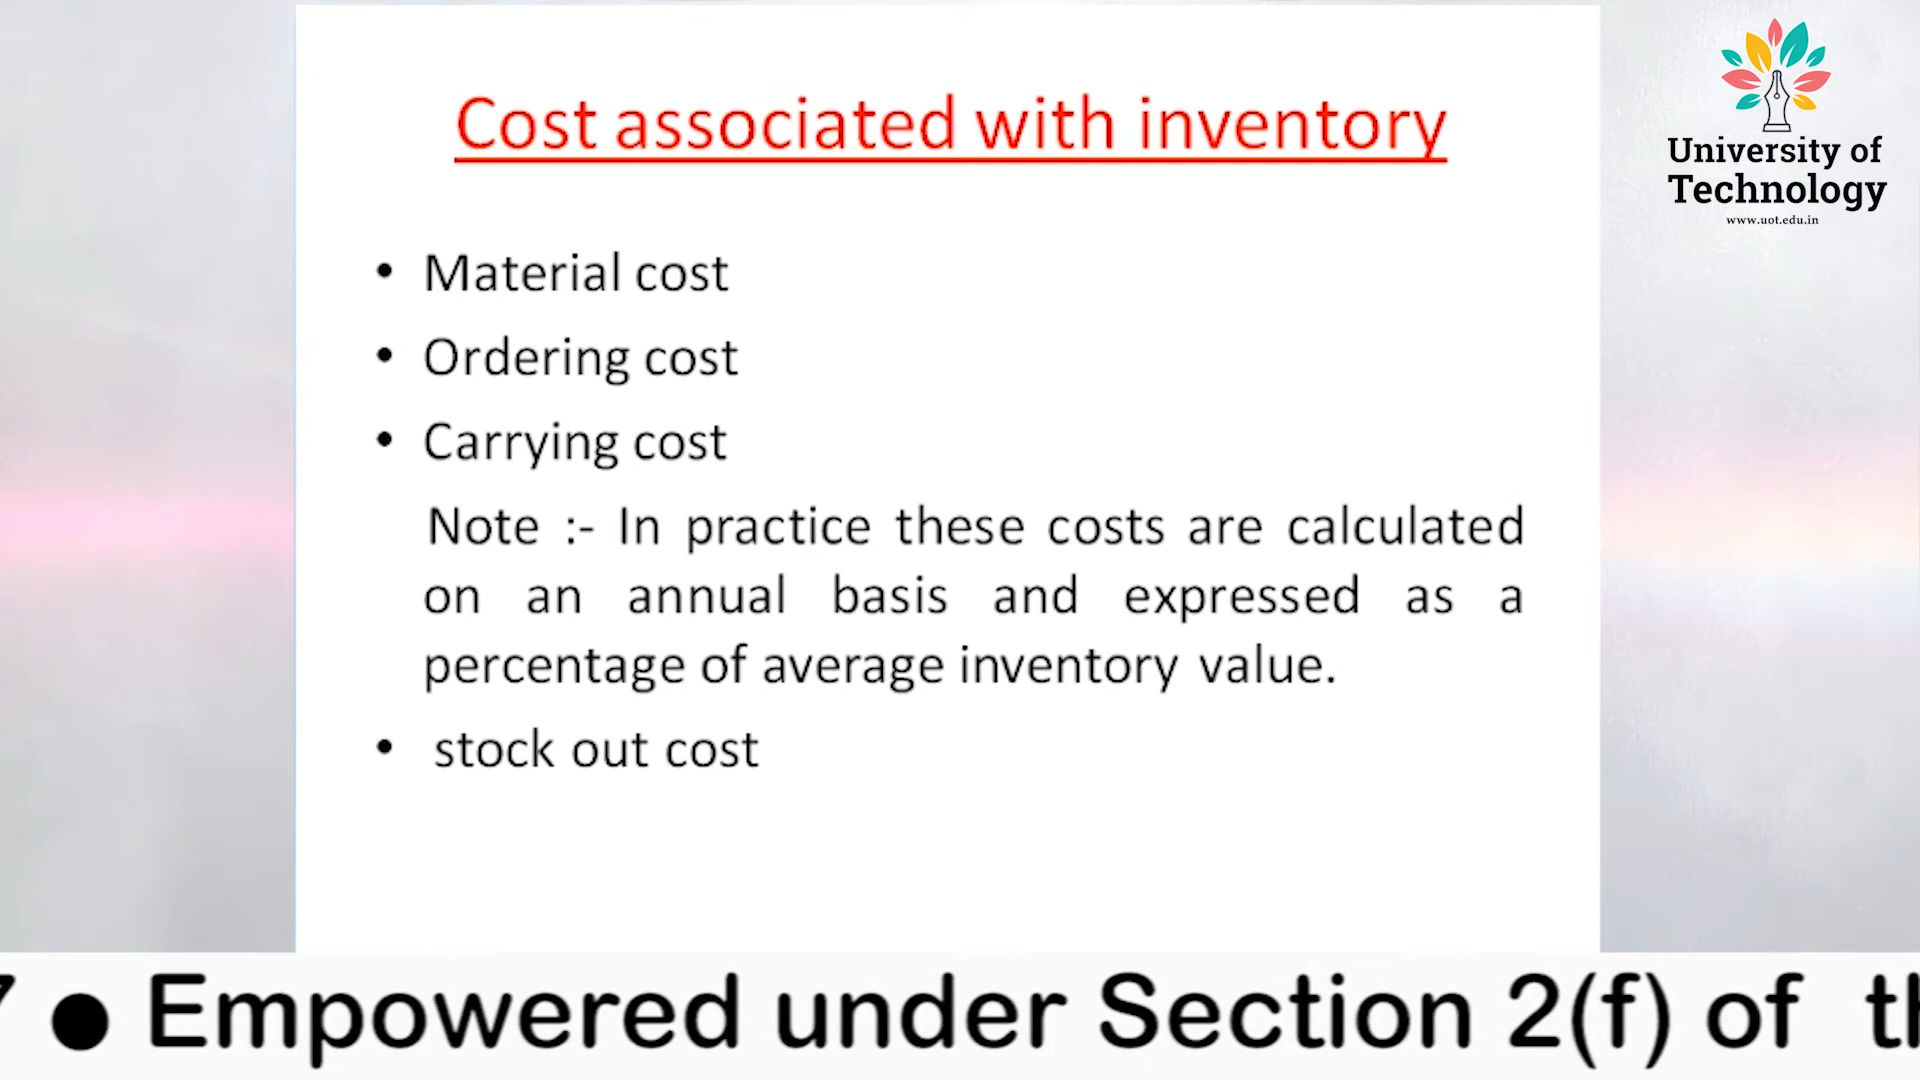 Cost associated with inventory
University of
Technology
www.uot.edu.in
• Material cost
• Ordering cost
• Carrying cost
Note :- In practice these costs are calculated
on an annual basis and expressed as a
percentage of average inventory value.
• stock out cost
● Empowered under Section 2(f) of